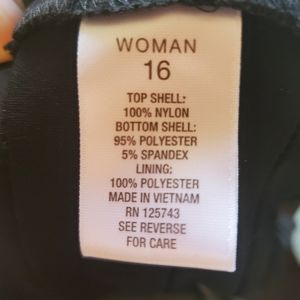 WOMAN
16
TOP SHELL:
100% NYLON
BOTTOM SHELL:
95% POLYESTER
5% SPANDEX
LINING:
100% POLYESTER
MADE IN VIETNAM
RN 125743
SEE REVERSE
FOR CARE